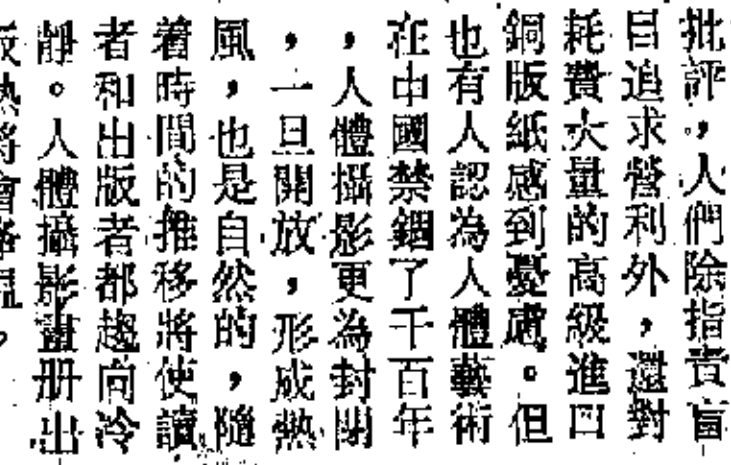 批評，人們除指責盲
目追求營利外，還對
耗費大量的高級進口
銅版紙感到憂慮。但
也有人認為人體藝術
在中國禁錮了千百年
，人體攝影更為封閉
，一旦開放，形成熱
風，也是自然的，隨
着時間的推移將使讀
者和出版者都趨向冷
靜。人體攝影畫册出